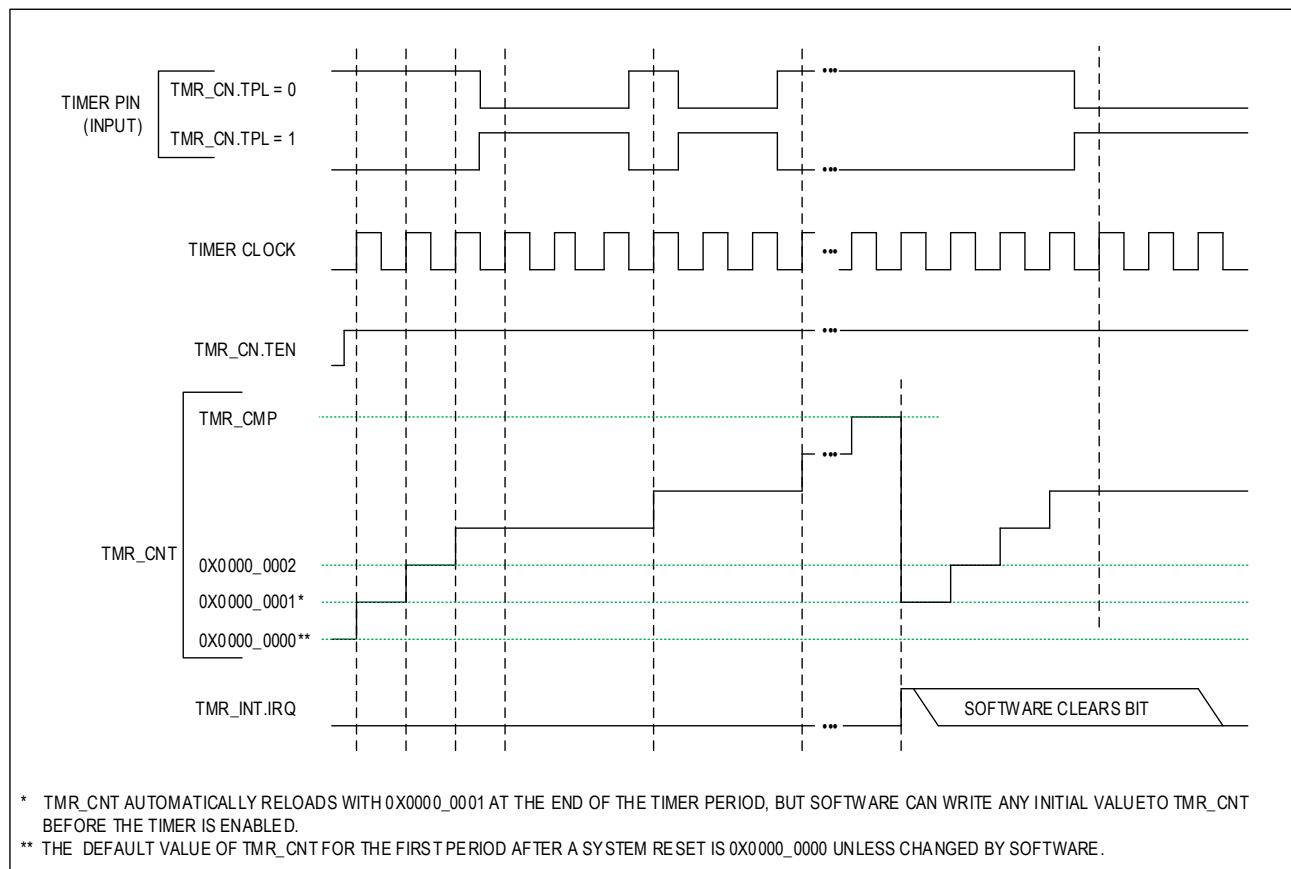 TIMER PIN
(INPUT)
TMR_CN.TPL = 0
TMR_CN.TPL = 1
•••
•••
TIMER CLOCK
•••
TMR_CN.TEN
•••
TMR_CNT
TMR_CMP
•••
0X0000_0002
0X0000_0001*
0X0000_0000**
TMR_INT.IRQ
•••
SOFTWARE CLEARS BIT
* TMR_CNT AUTOMATICALLY RELOADS WITH 0X0000_0001 AT THE END OF THE TIMER PERIOD, BUT SOFTWARE CAN WRITE ANY INITIAL VALUETO TMR_CNT
BEFORE THE TIMER IS ENABLED.
** THE DEFAULT VALUE OF TMR_CNT FOR THE FIRST PERIOD AFTER A SYSTEM RESET IS 0X0000_0000 UNLESS CHANGED BY SOFTWARE.